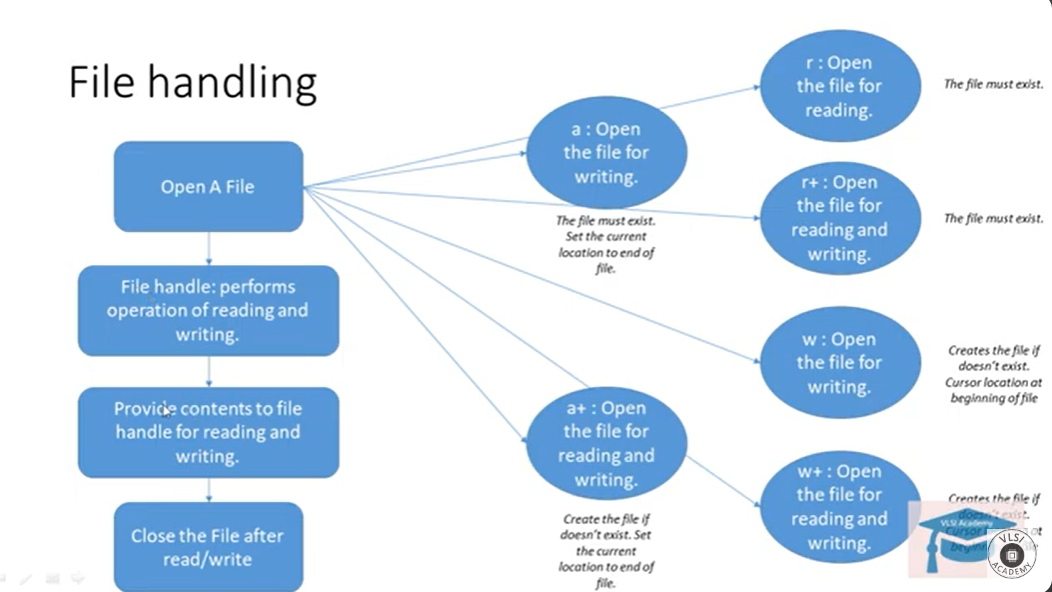 File handling
Open A File
File handle: performs
operation of reading and
writing.
Provide contents to file
handle for reading and
writing.
Close the File after
read/write
a : Open
the file for
writing.
The file must exist.
Set the current
location to end of
file.
a+ : Open
the file for
reading and
writing.
Create the file if
doesn't exist. Set
the current
location to end of
file.
r : Open
the file for
reading.
The file must exist.
r+ : Open
the file for
reading and
writing.
The file must exist.
w : Open
the file for
writing.
Creates the file if
doesn't exist.
Cursor location at
beginning of file
w+ : Open
the file for
reading and
writing.
Creates the file if
doesn't exist.
VLSI Academy
VLSI
ACADEMY